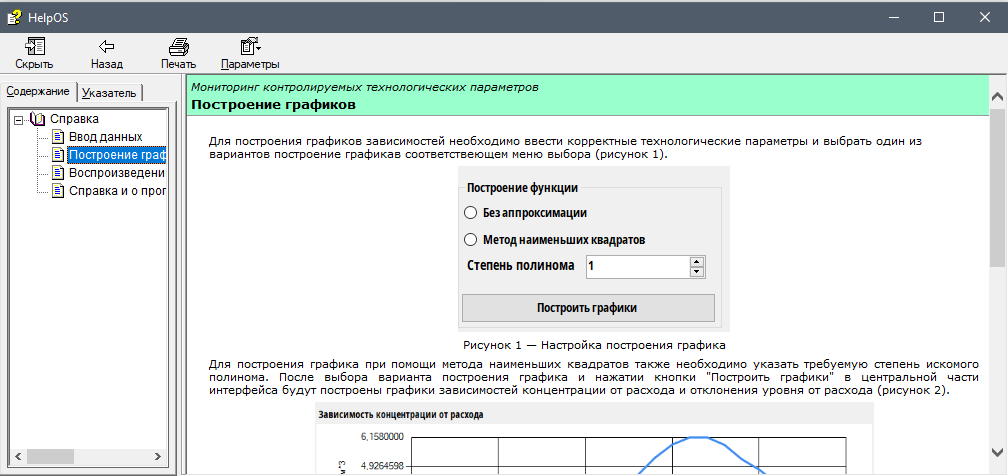 HelpOS
Скрыть
Назад
Печать
Параметры
Содержание
Указатель
Справка
Ввод данных
Построение граф
Воспроизведени
Справка и о прог
Мониторинг контролируемых технологических параметров
Построение графиков
Для построения графиков зависимостей необходимо ввести корректные технологические параметры и выбрать один из
вариантов построение графикав соответствеющем меню выбора (рисунок 1).
Построение функции
Без аппроксимации
Метод наименьших квадратов
Степень полинома
1
Построить графики
Рисунок 1 — Настройка построения графика
Для построения графика при помощи метода наименьших квадратов также необходимо указать требуемую степень искомого
полинома. После выбора варианта построения графика и нажатии кнопки "Построить графики" в центральной части
интерфейса будут построены графики зависимостей концентрации от расхода и отклонения уровня от расхода (рисунок 2).
Зависимость концентрации от расхода
6,1580000
4,9264598
м^3